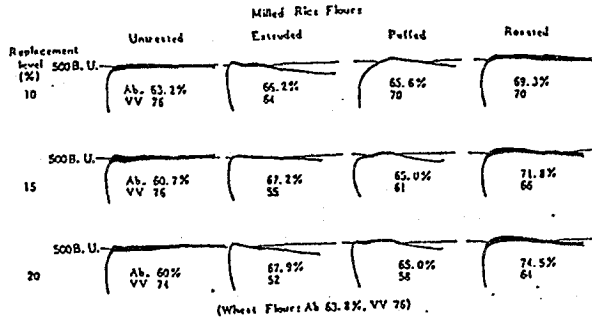 Milled Rice Flours
Untreated Extruded Puffed Roasted
Replacement
level
(%)
500 B. U.
10
Ab. 63.2% 65.2% 65.6% 69.3%
VV 76 64 70 70
500 B. U.
15
Ab. 60.7% 67.2% 65.0% 71.8%
VV 76 55 61 66
500 B. U.
20
Ab. 60% 67.9% 65.0% 74.5%
VV 74 52 58 64
(Wheat Flour: Ab 63.8%, VV 76)